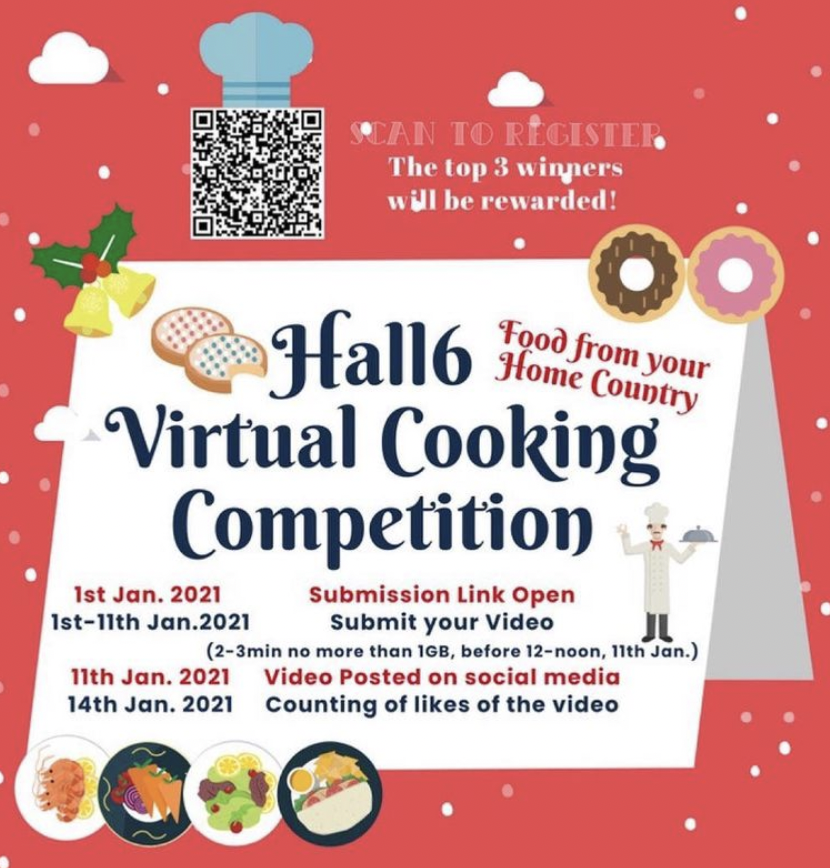 SCAN TO REGISTER
The top 3 winners
will be rewarded!
Hall6
Food from your
Home Country
Virtual Cooking
Competition
1st Jan. 2021 Submission Link Open
1st-11th Jan.2021 Submit your Video
(2-3min no more than 1GB, before 12-noon, 11th Jan.)
11th Jan. 2021 Video Posted on social media
14th Jan. 2021 Counting of likes of the video